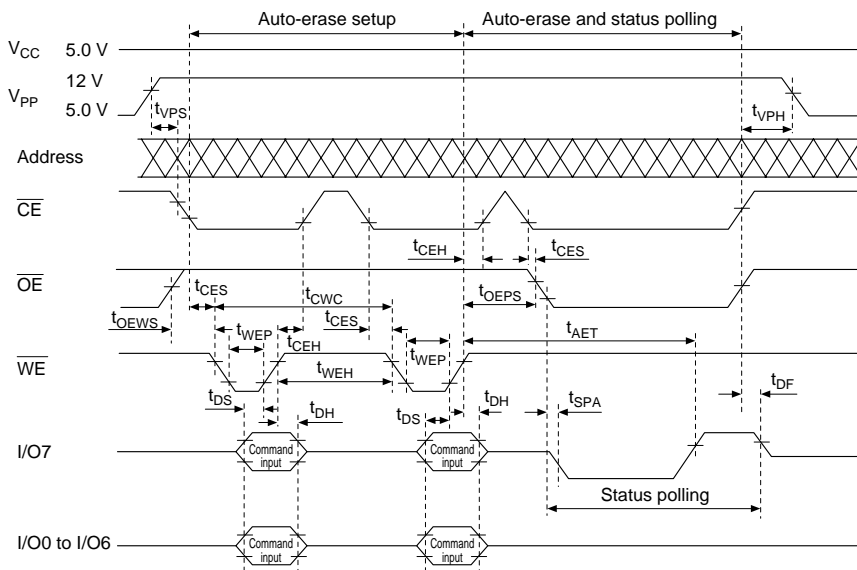 Auto-erase setup Auto-erase and status polling
VCC 5.0 V
12 V
VPP
5.0 V
tVPS
tVPH
Address
CE
tCEH tCES
OE
tCES tCWC tOEPS
tOEWS tWEP tCES tAET
tCEH tWEP
WE
tWEH
tDS tDH tDS tDH tSPA tDF
I/O7
Command input
Command input
Status polling
I/O0 to I/O6
Command input
Command input